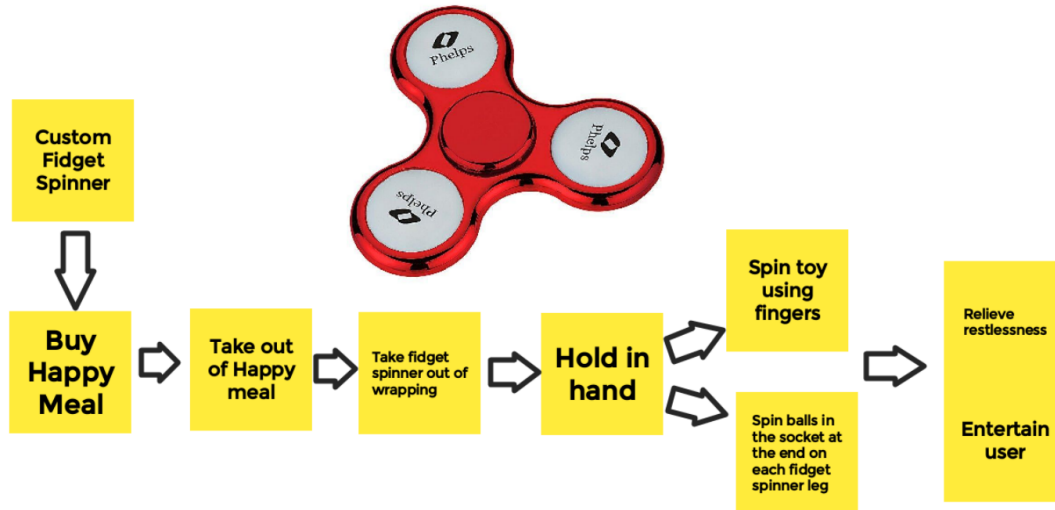 Phelps
Phelps
Phelps
Custom
Fidget
Spinner
Buy
Happy
Meal
Take out
of Happy
meal
Take fidget
spinner out of
wrapping
Hold in
hand
Spin toy
using
fingers
Spin balls in
the socket at
the end on
each fidget
spinner leg
Relieve
restlessness
Entertain
user